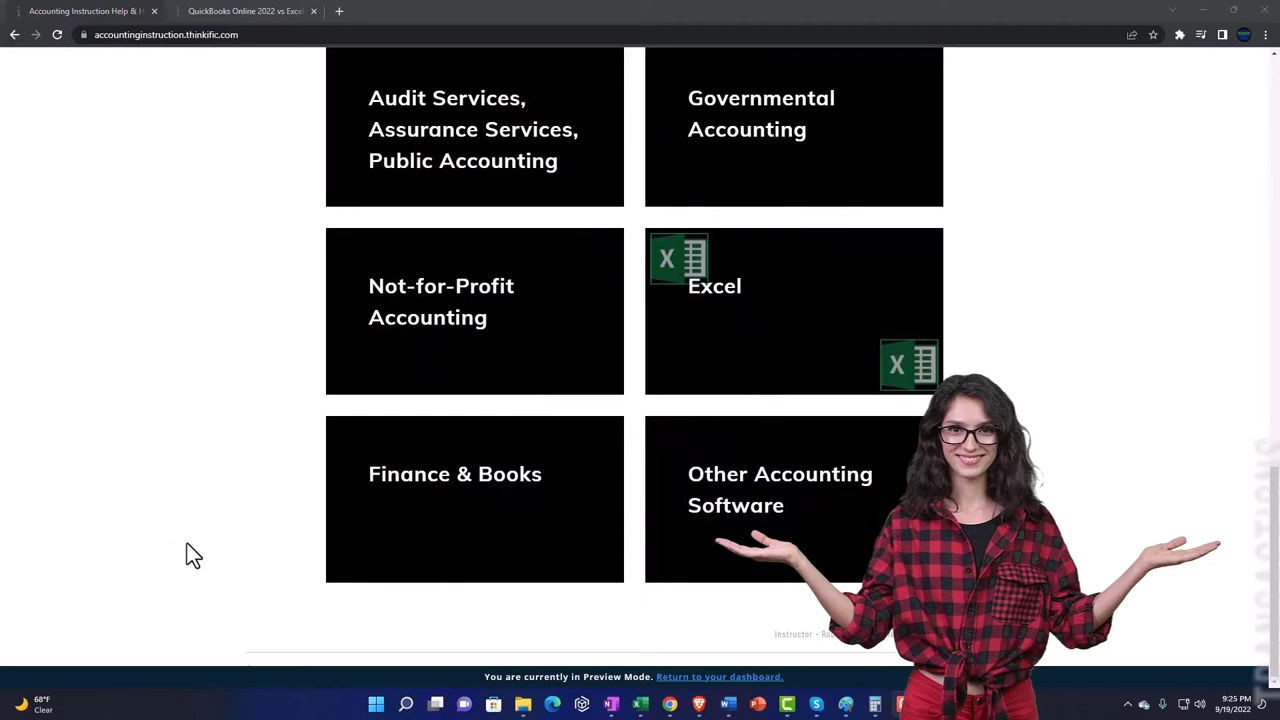 Accounting Instruction Help & H
QuickBooks Online 2022 vs Excel
accountinginstruction.thinkific.com
Audit Services,
Assurance Services,
Public Accounting
Governmental
Accounting
Not-for-Profit
Accounting
X
Excel
X
Finance & Books
Other Accounting
Software
Instructor -
You are currently in Preview Mode. Return to your dashboard.
68°F
Clear
9:25 PM
9/19/2022